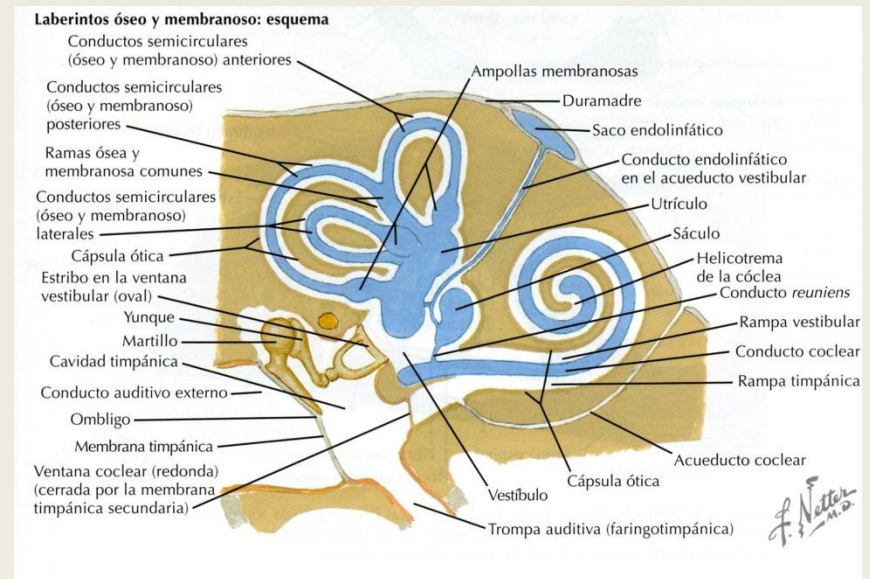 Laberintos óseo y membranoso: esquema
Conductos semicirculares
(óseo y membranoso) anteriores
Conductos semicirculares
(óseo y membranoso)
posteriores
Ramas ósea y
membranosa comunes
Conductos semicirculares
(óseo y membranoso)
laterales
Cápsula ótica
Estribo en la ventana
vestibular (oval)
Yunque
Martillo
Cavidad timpánica
Conducto auditivo externo
Ombligo
Membrana timpánica
Ventana coclear (redonda)
(cerrada por la membrana
timpánica secundaria)
Ampollas membranosas
Duramadre
Saco endolinfático
Conducto endolinfático
en el acueducto vestibular
Utrículo
Sáculo
Helicotrema
de la cóclea
Conducto reuniens
Rampa vestibular
Conducto coclear
Rampa timpánica
Acueducto coclear
Cápsula ótica
Vestíbulo
Trompa auditiva (faringotimpánica)
f. Netter
M.D.